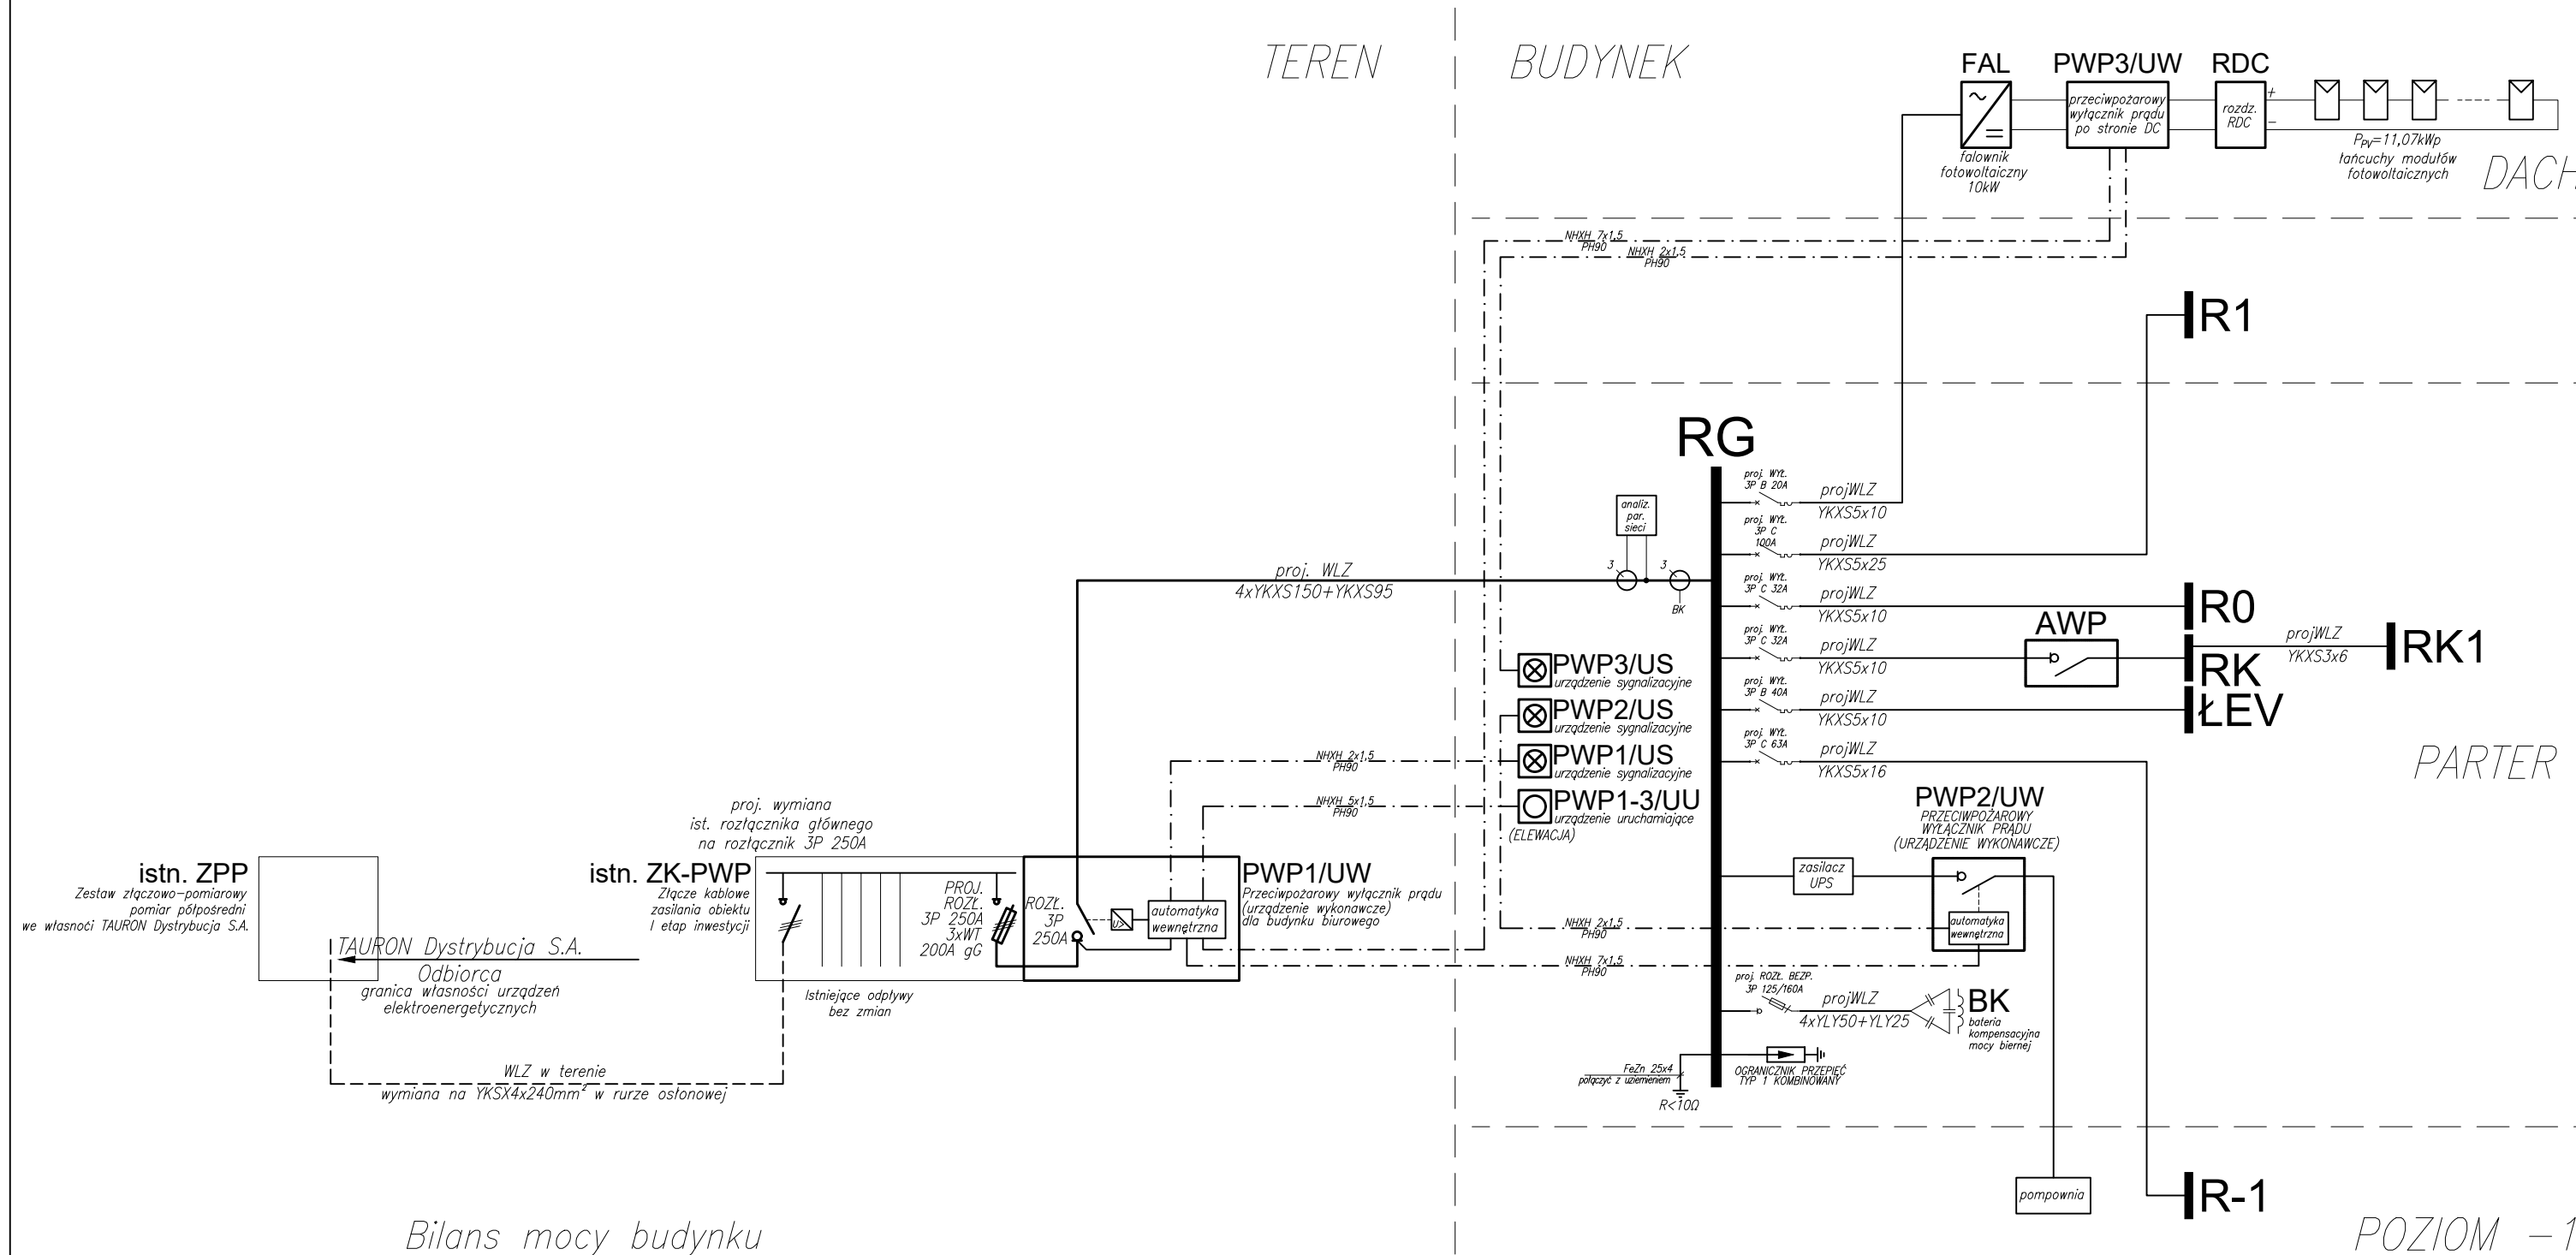 TEREN
BUDYNEK
FAL
PWP3/UW
RDC
przeciwpożarowy
wyłącznik prądu
po stronie DC
rozdz.
RDC
+
-
falownik
fotowoltaiczny
10kW
PPV=11,07kWp
łańcuchy modułów
fotowoltaicznych
DACH
NHXH 7x1,5
PH90
NHXH 2x1,5
PH90
R1
RG
analiz.
par.
sieci
3
3
BK
proj. WLZ
4xYKXS150+YKXS95
proj. WYŁ.
3P B 20A
projWLZ
YKXS5x10
proj. WYŁ.
3P C
100A
projWLZ
YKXS5x25
proj. WYŁ.
3P C 32A
projWLZ
YKXS5x10
R0
proj. WYŁ.
3P C 32A
projWLZ
YKXS5x10
AWP
RK
projWLZ
YKXS3x6
RK1
proj. WYŁ.
3P B 40A
projWLZ
YKXS5x10
ŁEV
proj. WYŁ.
3P C 63A
projWLZ
YKXS5x16
PARTER
PWP3/US
urządzenie sygnalizacyjne
PWP2/US
urządzenie sygnalizacyjne
PWP1/US
urządzenie sygnalizacyjne
PWP1-3/UU
urządzenie uruchamiające
(ELEWACJA)
NHXH 2x1,5
PH90
NHXH 5x1,5
PH90
PWP2/UW
PRZECIWPOŻAROWY
WYŁĄCZNIK PRĄDU
(URZĄDZENIE WYKONAWCZE)
zasilacz
UPS
automatyka
wewnętrzna
NHXH 2x1,5
PH90
NHXH 7x1,5
PH90
proj. ROZŁ. BEZP.
3P 125/160A
projWLZ
4xYLY50+YLY25
BK
bateria
kompensacyjna
mocy biernej
FeZn 25x4
połączyć z uziemieniem
R<10Ω
OGRANICZNIK PRZEPIĘĆ
TYP 1 KOMBINOWANY
istn. ZPP
Zestaw złączowo-pomiarowy
pomiar półpośredni
we własnoći TAURON Dystrybucja S.A.
TAURON Dystrybucja S.A.
Odbiorca
granica własności urządzeń
elektroenergetycznych
WLZ w terenie
wymiana na YKSX4x240mm² w rurze osłonowej
proj. wymiana
ist. rozłącznika głównego
na rozłącznik 3P 250A
istn. ZK-PWP
Złącze kablowe
zasilania obiektu
I etap inwestycji
Istniejące odpływy
bez zmian
PROJ.
ROZŁ.
3P 250A
3xWT
200A gG
ROZŁ.
3P
250A
U>
automatyka
wewnętrzna
PWP1/UW
Przeciwpożarowy wyłącznik prądu
(urządzenie wykonawcze)
dla budynku biurowego
pompownia
R-1
POZIOM -1
Bilans mocy budynku